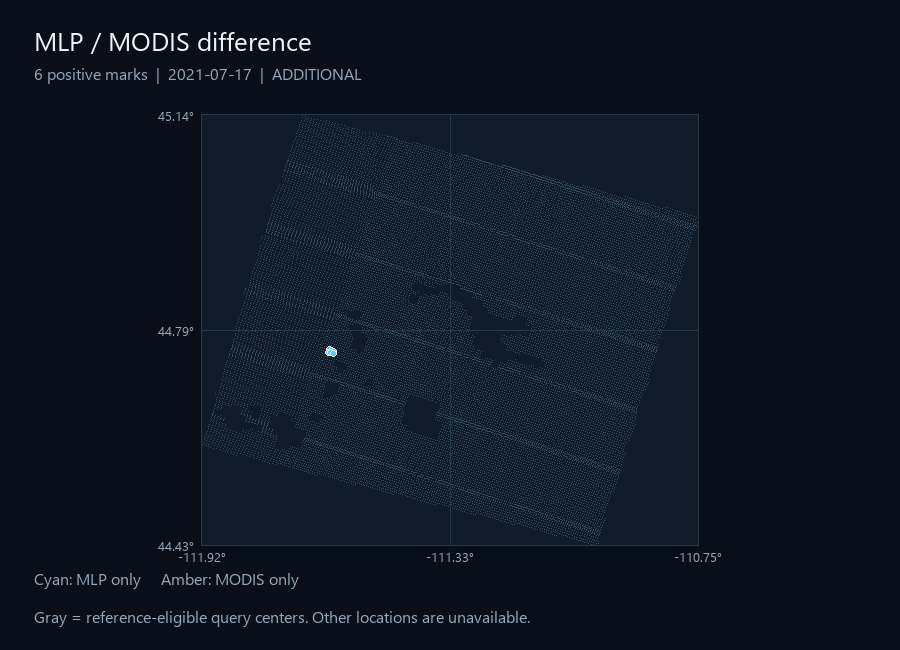 MLP / MODIS difference
6 positive marks | 2021-07-17 | ADDITIONAL
45.14°
44.79°
44.43°
-111.92° -111.33° -110.75°
Cyan: MLP only Amber: MODIS only
Gray = reference-eligible query centers. Other locations are unavailable.